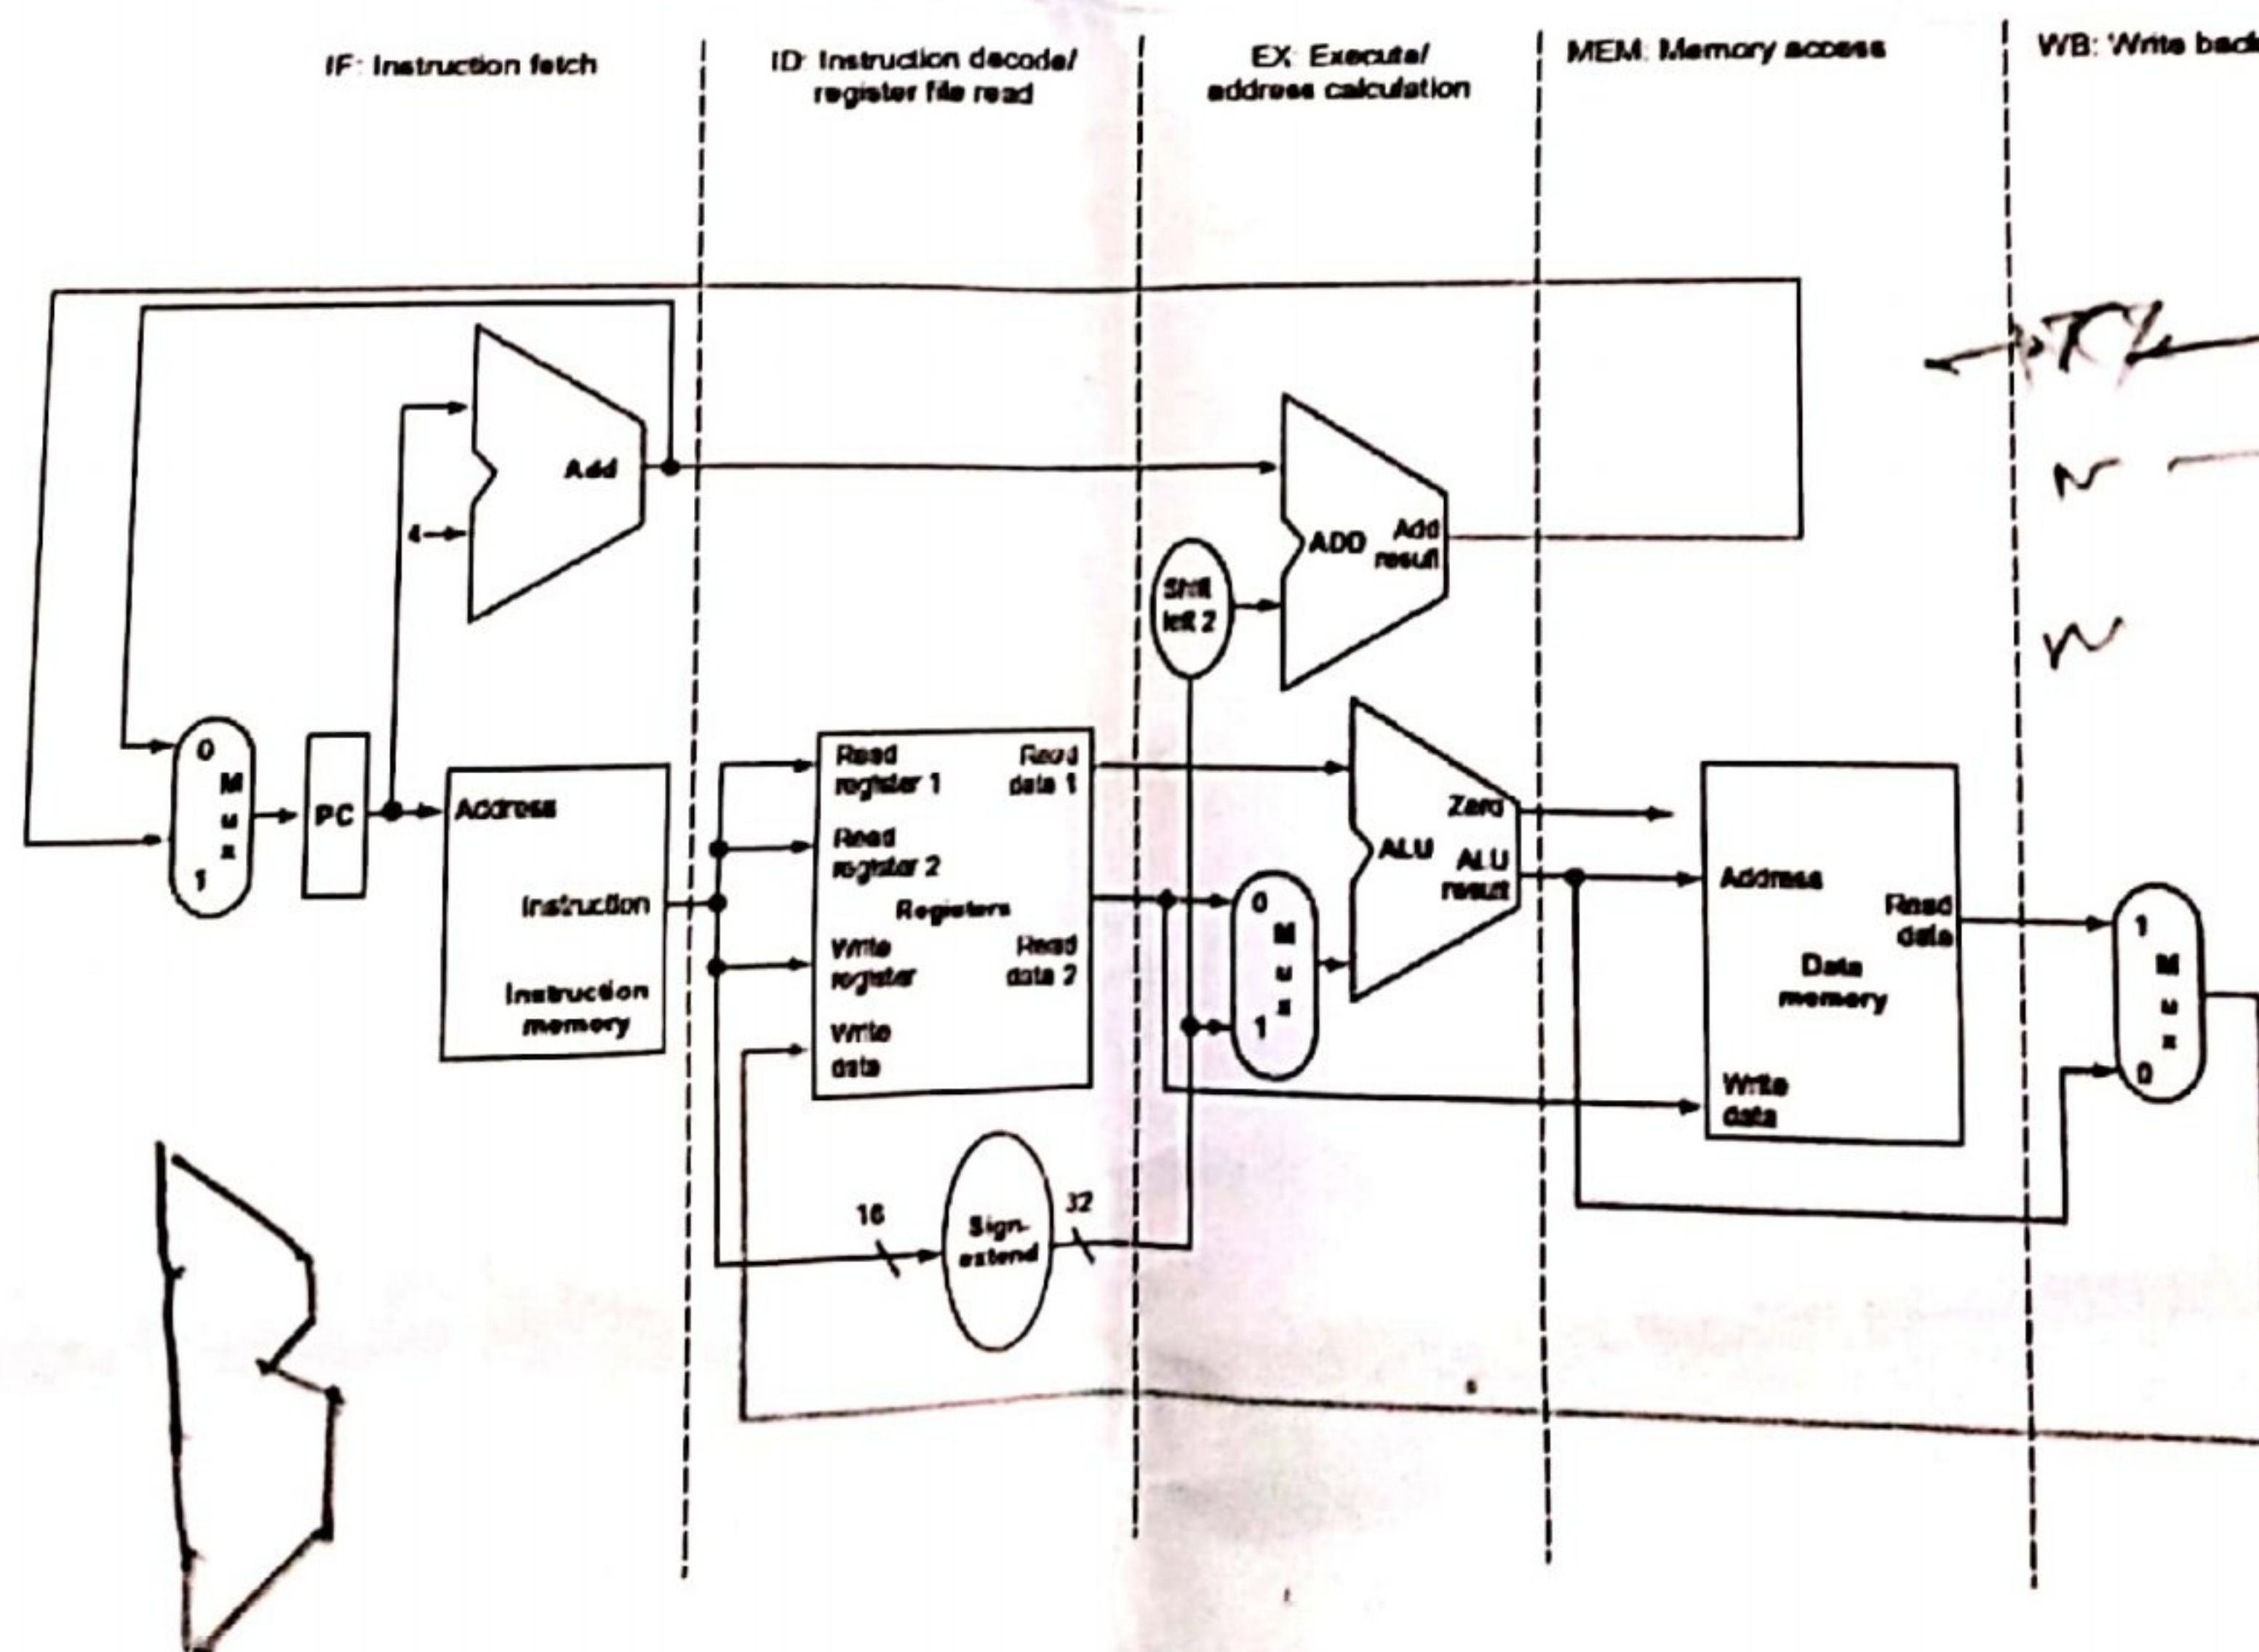 IF: Instruction fetch
ID: Instruction decode/
register file read
EX: Execute/
address calculation
MEM: Memory access
WB: Write back
Add
4
ADD
Add
result
Shift
left 2
0
M
u
x
1
PC
Address
Instruction
Instruction
memory
Read
register 1
Read
data 1
Read
register 2
Registers
Write
register
Read
data 2
Write
data
0
M
u
x
1
Zero
ALU
ALU
result
Address
Read
data
Data
memory
Write
data
1
M
u
x
0
16
Sign-
extend
32